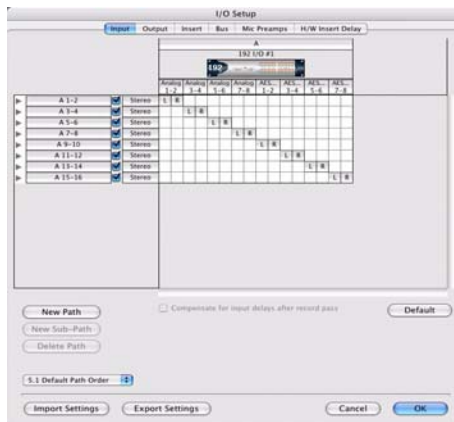 I/O Setup
Input Output Insert Bus Mic Preamps H/W Insert Delay
A
192 I/O #1
192
Analog Analog Analog Analog AES... AES... AES... AES...
1-2 3-4 5-6 7-8 1-2 3-4 5-6 7-8
A 1-2 Stereo L R
A 3-4 Stereo L R
A 5-6 Stereo L R
A 7-8 Stereo L R
A 9-10 Stereo L R
A 11-12 Stereo L R
A 13-14 Stereo L R
A 15-16 Stereo L R
New Path Compensate for input delays after record pass Default
New Sub-Path
Delete Path
5.1 Default Path Order
Import Settings Export Settings Cancel OK